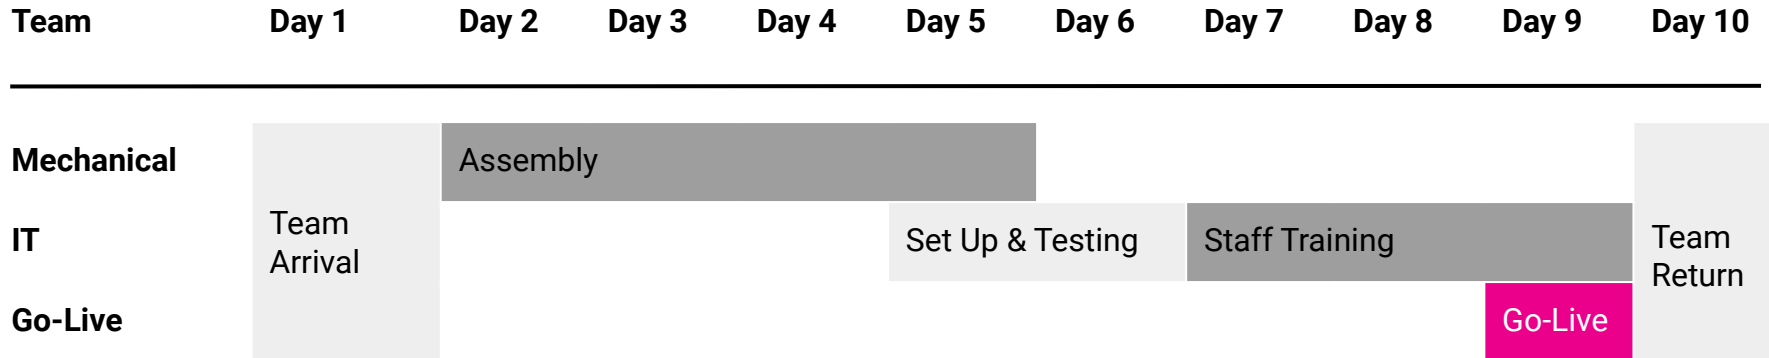 Team Day 1 Day 2 Day 3 Day 4 Day 5 Day 6 Day 7 Day 8 Day 9 Day 10
Mechanical
Assembly
Team
Arrival
IT
Set Up & Testing
Staff Training
Team
Return
Go-Live
Go-Live